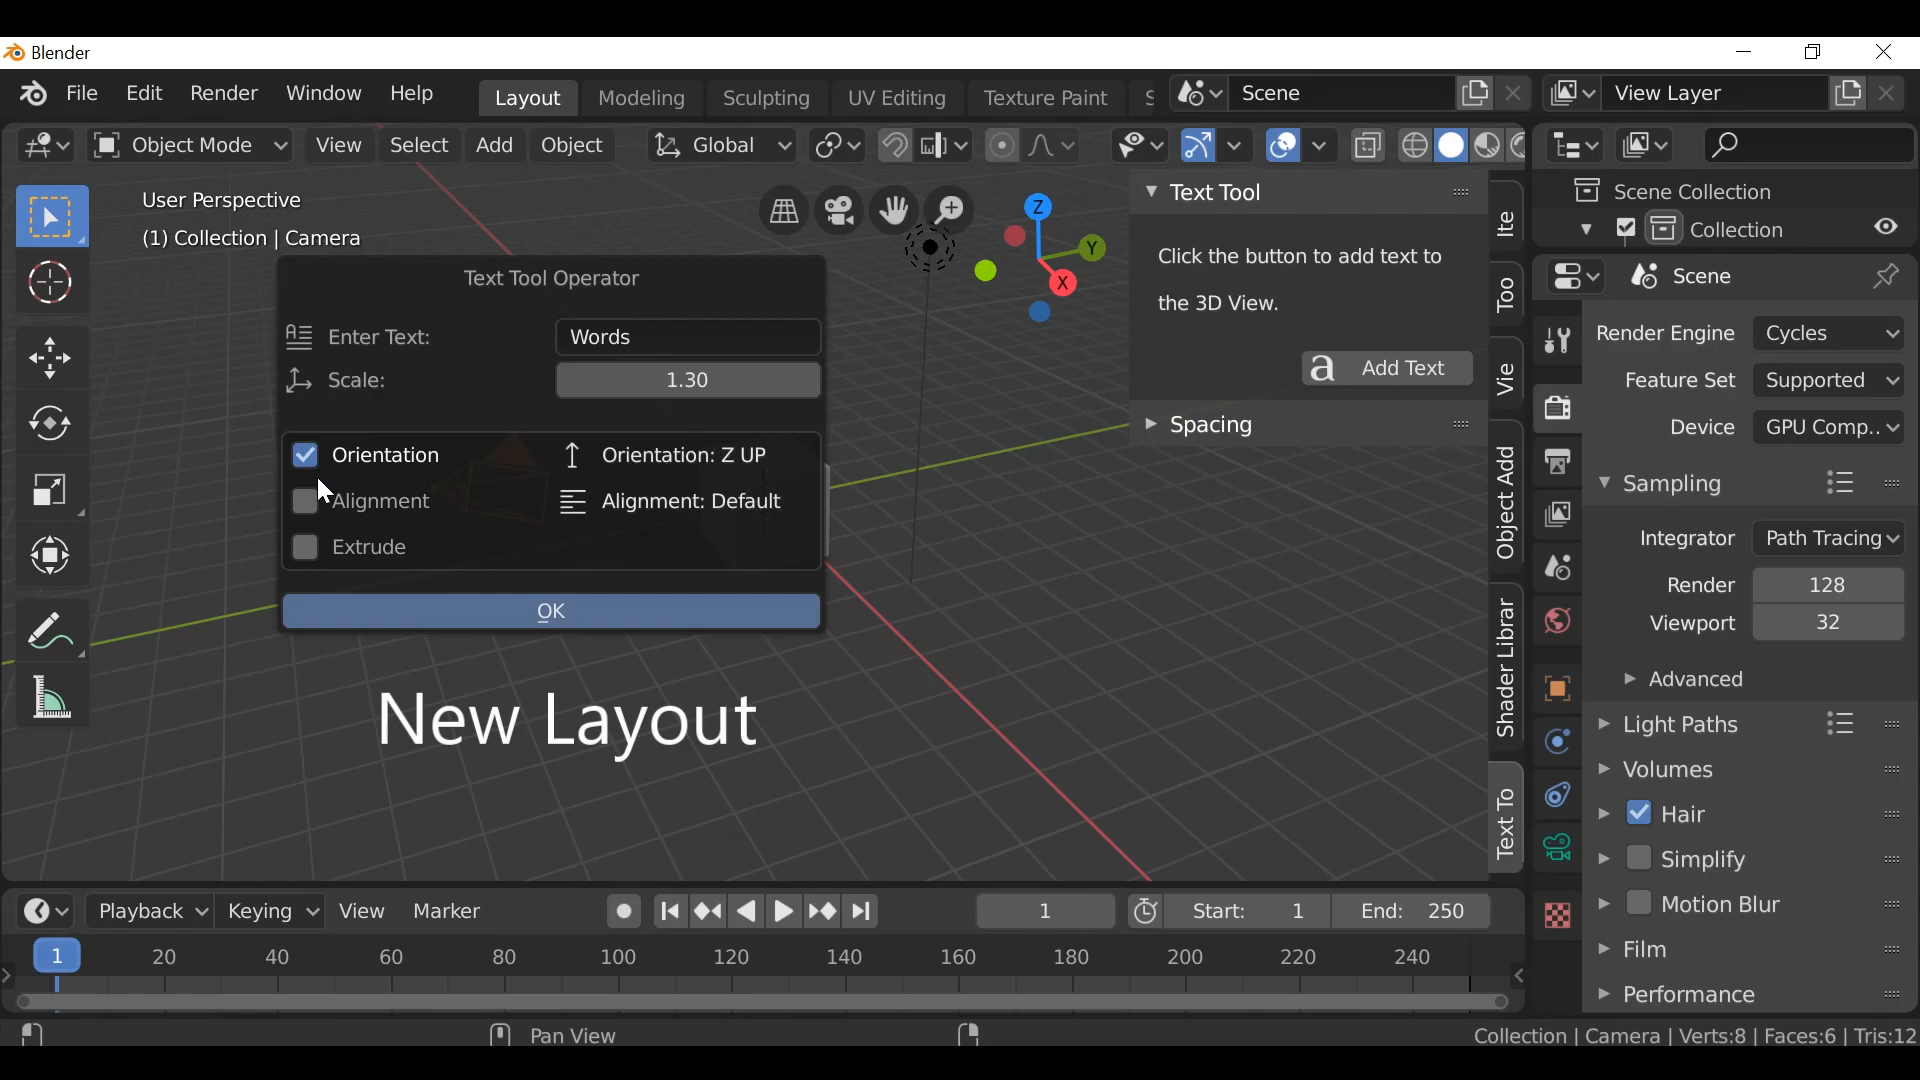 Blender
File Edit Render Window Help Layout Modeling Sculpting UV Editing Texture Paint S Scene View Layer
Object Mode View Select Add Object Global
User Perspective
(1) Collection | Camera
Z
Y
X
Text Tool Operator
Enter Text: Words
Scale: 1.30
Orientation Orientation: Z UP
Alignment Alignment: Default
Extrude
OK
New Layout
Text Tool
Click the button to add text to
the 3D View.
a Add Text
Spacing
Ite
Too
Vie
Object Add
Shader Librar
Text To
Scene Collection
Collection
Scene
Render Engine Cycles
Feature Set Supported
Device GPU Comp..
Sampling
Integrator Path Tracing
Render 128
Viewport 32
Advanced
Light Paths
Volumes
Hair
Simplify
Motion Blur
Film
Performance
Playback Keying View Marker 1 Start: 1 End: 250
1 20 40 60 80 100 120 140 160 180 200 220 240
Pan View Collection | Camera | Verts:8 | Faces:6 | Tris:12